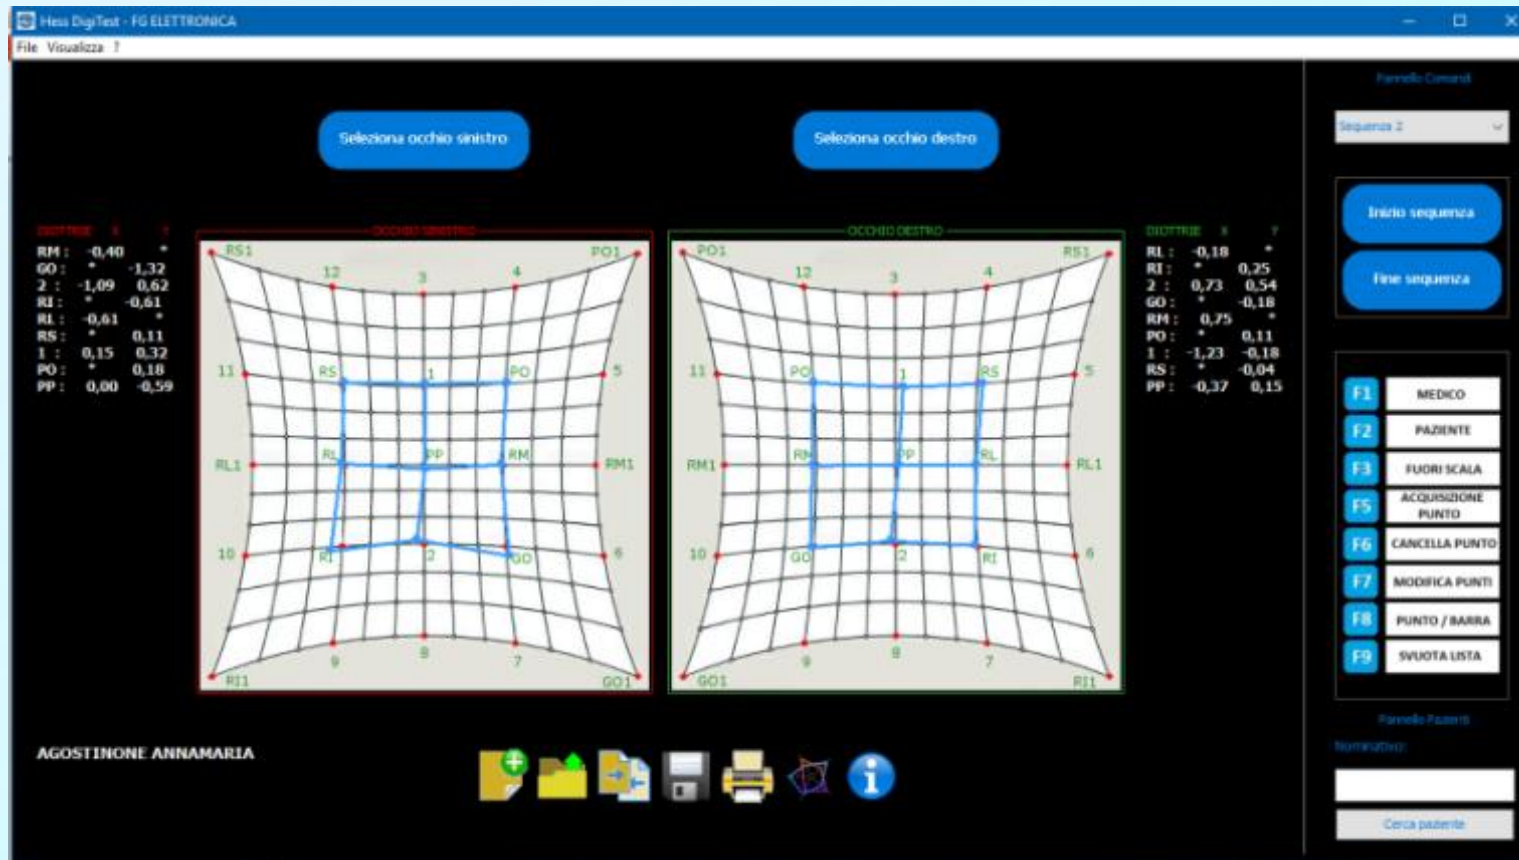 Hess DigiTest - FG ELETTRONICA
File Visualizza ?
Pannello Comandi
Seleziona occhio sinistro
Seleziona occhio destro
Sequenza 2
Inizio sequenza
Fine sequenza
DIOTTRIE X Y
RM : -0,40 *
GO : * -1,32
2 : -1,09 0,62
RI : * -0,61
RL : -0,61 *
RS : * 0,11
1 : 0,15 0,32
PO : * 0,18
PP : 0,00 -0,59
OCCHIO SINISTRO
RS1 PO1
12 3 4
11 RS 1 PO 5
RL1 RL PP RM RM1
10 RI 2 GO 6
9 8 7
RI1 GO1
OCCHIO DESTRO
PO1 RS1
12 3 4
11 PO 1 RS 5
RM1 RM PP RL RL1
10 GO 2 RI 6
9 8 7
GO1 RI1
DIOTTRIE X Y
RL : -0,18 *
RI : * 0,25
2 : 0,73 0,54
GO : * -0,18
RM : 0,75 *
PO : * 0,11
1 : -1,23 -0,18
RS : * -0,04
PP : -0,37 0,15
F1 MEDICO
F2 PAZIENTE
F3 FUORI SCALA
F5 ACQUISIZIONE
PUNTO
F6 CANCELLA PUNTO
F7 MODIFICA PUNTI
F8 PUNTO / BARRA
F9 SVUOTA LISTA
Pannello Pazienti
Nominativo:
Cerca paziente
AGOSTINONE ANNAMARIA